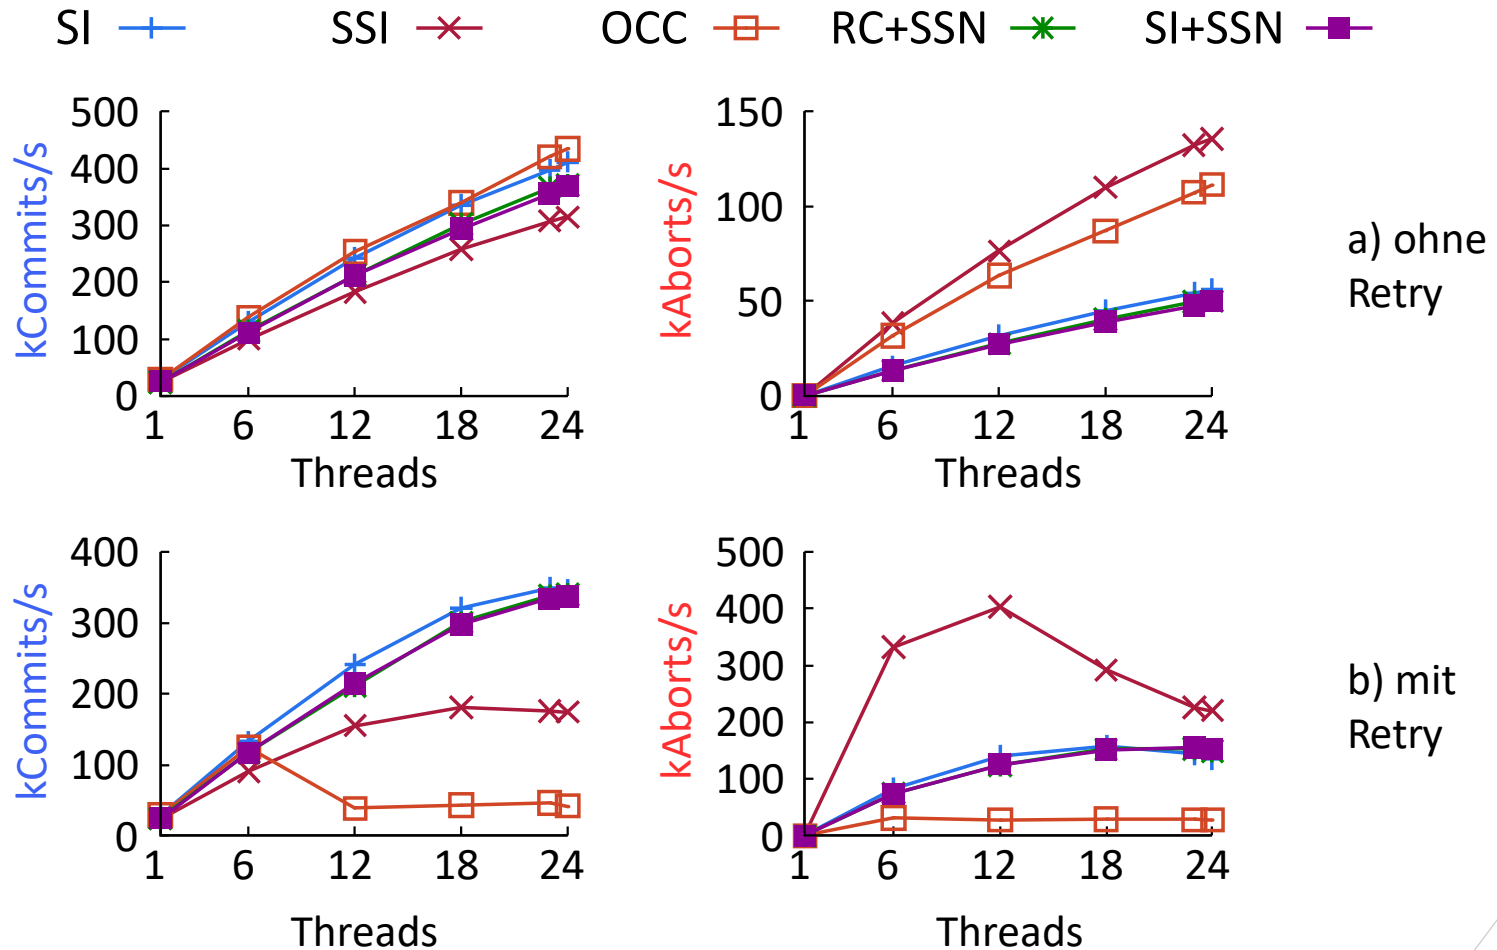 SI SSI OCC RC+SSN SI+SSN
kCommits/s
500
400
300
200
100
0
1 6 12 18 24
Threads
kAborts/s
150
100
50
0
1 6 12 18 24
Threads
a) ohne
Retry
kCommits/s
400
300
200
100
0
1 6 12 18 24
Threads
kAborts/s
500
400
300
200
100
0
1 6 12 18 24
Threads
b) mit
Retry